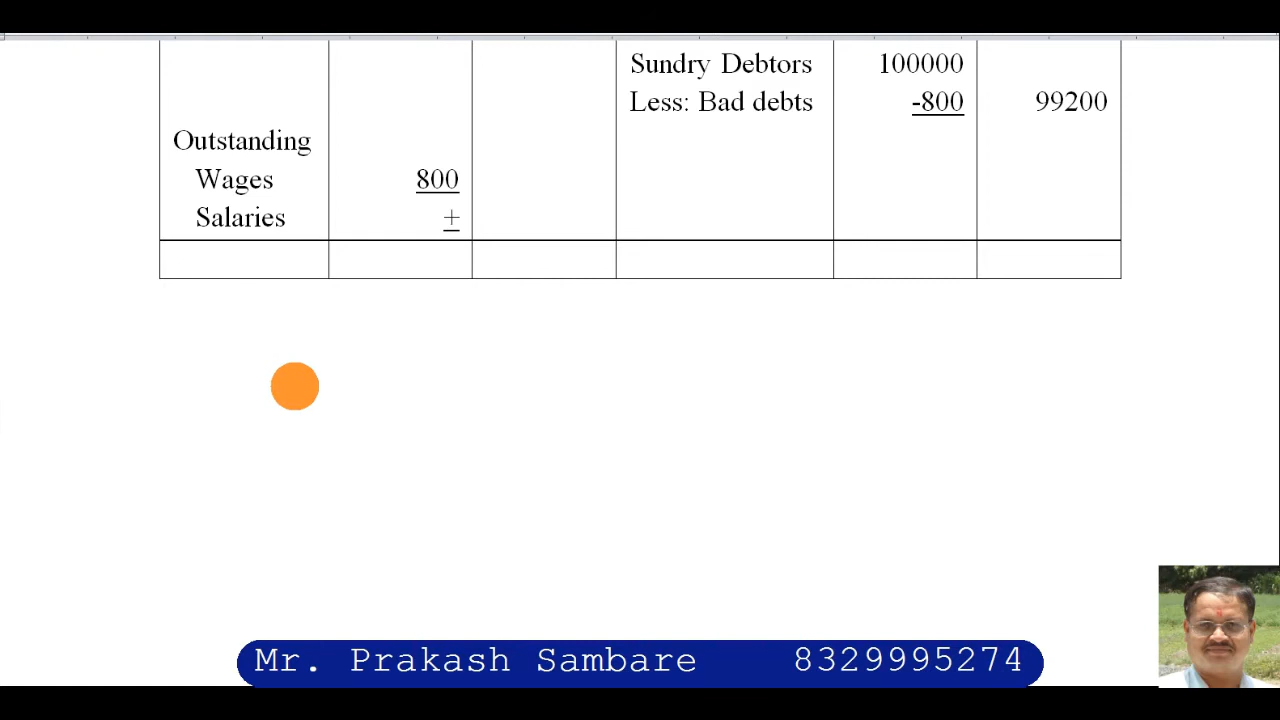 Sundry Debtors 100000
Less: Bad debts -800 99200
Outstanding
Wages 800
Salaries +
Mr. Prakash Sambare 8329995274